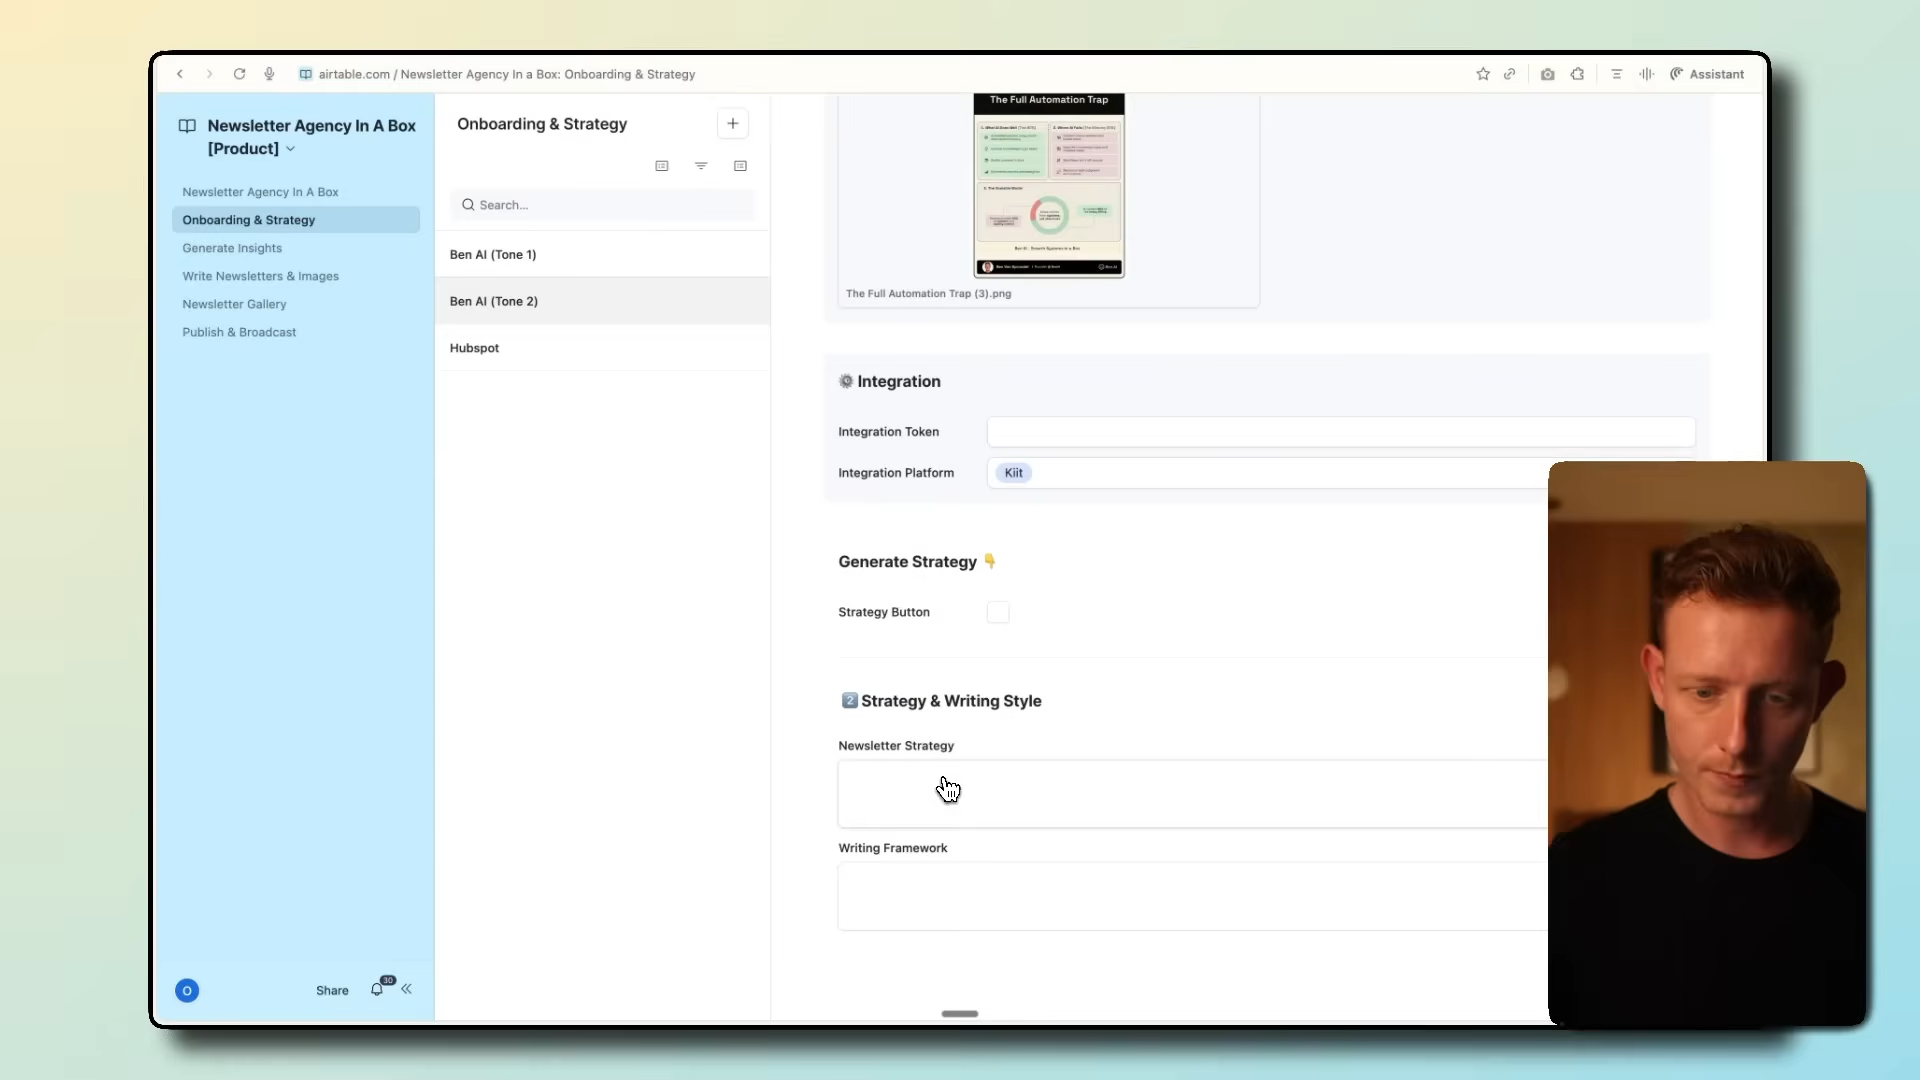 airtable.com / Newsletter Agency In a Box: Onboarding & Strategy
Assistant
Newsletter Agency In A Box
[Product]
Newsletter Agency In A Box
Onboarding & Strategy
Generate Insights
Write Newsletters & Images
Newsletter Gallery
Publish & Broadcast
O
Share
30
Onboarding & Strategy
Search...
Ben AI (Tone 1)
Ben AI (Tone 2)
Hubspot
The Full Automation Trap
The Full Automation Trap (3).png
Integration
Integration Token
Integration Platform
Kiit
Generate Strategy
Strategy Button
2 Strategy & Writing Style
Newsletter Strategy
Writing Framework